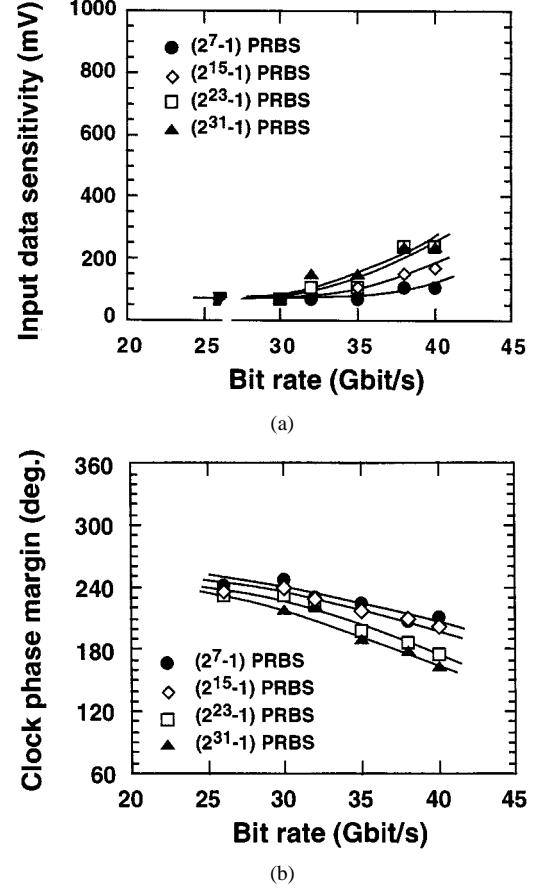 Input data sensitivity (mV)
1000
800
600
400
200
0
(2⁷-1) PRBS
(2¹⁵-1) PRBS
(2²³-1) PRBS
(2³¹-1) PRBS
20 25 30 35 40 45
Bit rate (Gbit/s)
(a)
Clock phase margin (deg.)
360
300
240
180
120
60
(2⁷-1) PRBS
(2¹⁵-1) PRBS
(2²³-1) PRBS
(2³¹-1) PRBS
20 25 30 35 40 45
Bit rate (Gbit/s)
(b)